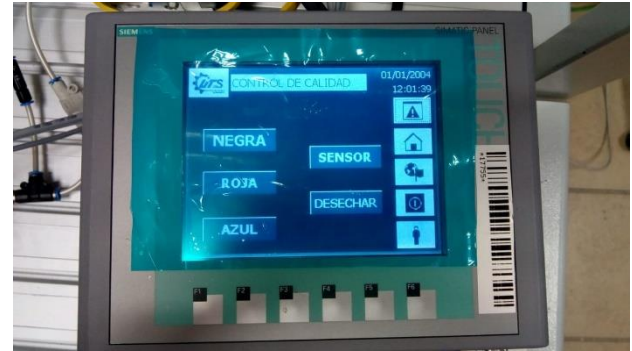 SIEMENS
SIMATIC PANEL
TOUCH
CONTROL DE CALIDAD
01/01/2004
12:01:39
NEGRA
SENSOR
ROJA
DESECHAR
AZUL
F1 F2 F3 F4 F5 F6